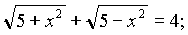 √(5 + x²) + √(5 − x²) = 4;